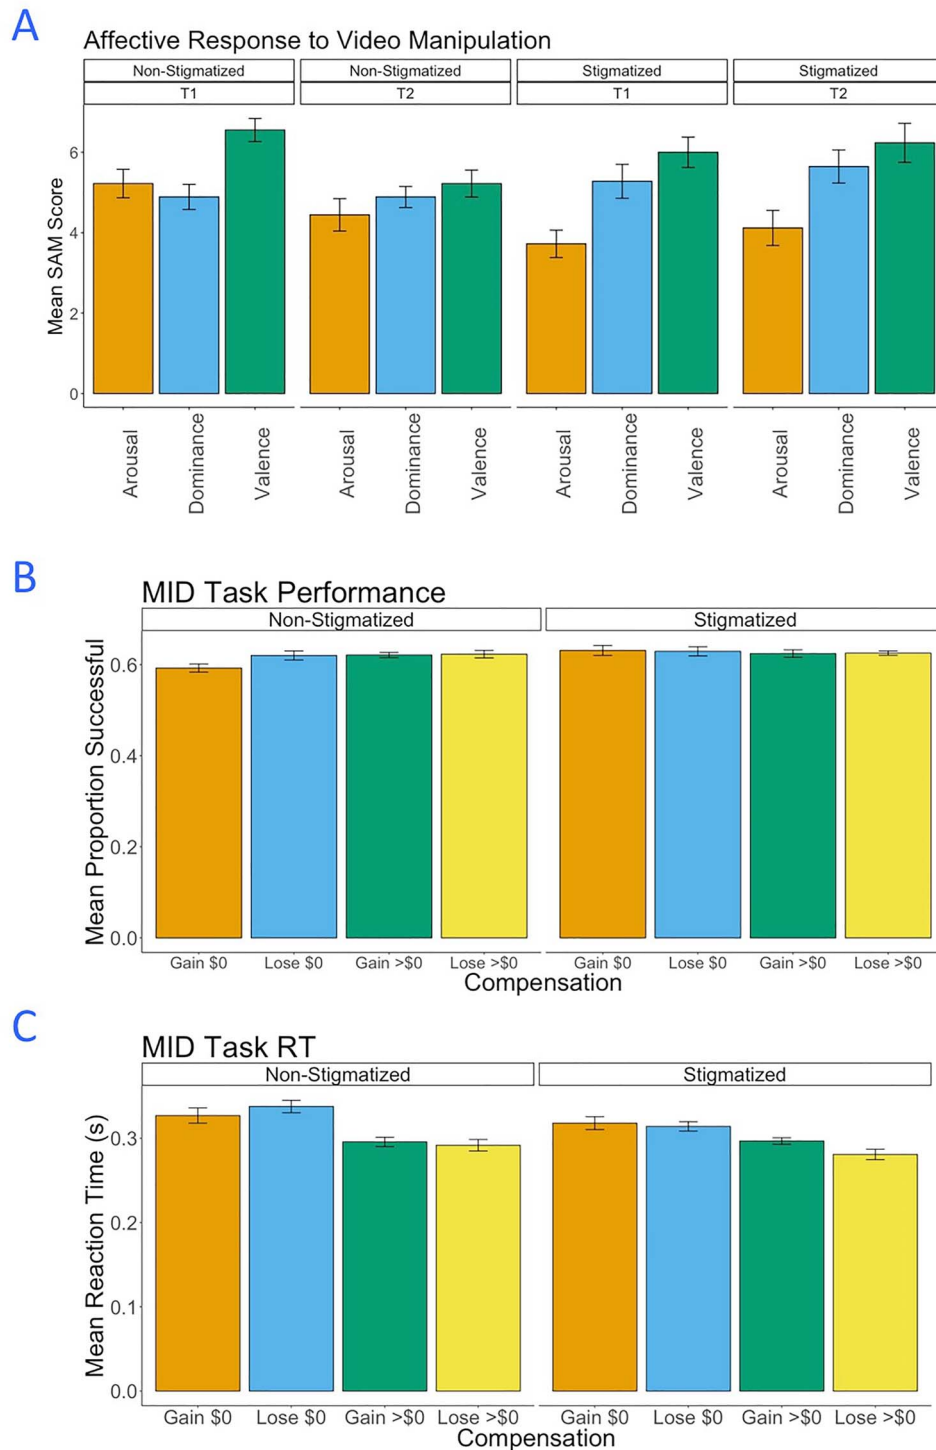 A
Affective Response to Video Manipulation
Non-Stigmatized Non-Stigmatized Stigmatized Stigmatized
T1 T2 T1 T2
Mean SAM Score
6
4
2
0
Arousal Dominance Valence Arousal Dominance Valence Arousal Dominance Valence Arousal Dominance Valence
B
MID Task Performance
Non-Stigmatized Stigmatized
Mean Proportion Successful
0.6
0.4
0.2
0.0
Gain $0 Lose $0 Gain >$0 Lose >$0 Gain $0 Lose $0 Gain >$0 Lose >$0
Compensation
C
MID Task RT
Non-Stigmatized Stigmatized
Mean Reaction Time (s)
0.3
0.2
0.1
0.0
Gain $0 Lose $0 Gain >$0 Lose >$0 Gain $0 Lose $0 Gain >$0 Lose >$0
Compensation